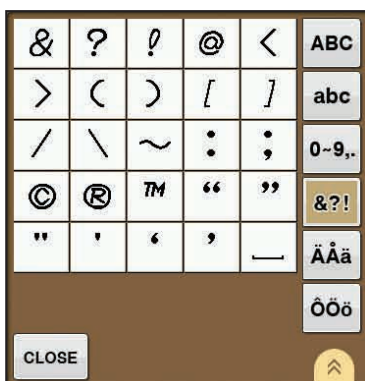 & ? ! @ < ABC
> ( ) [ ] abc
/ \ ~ : ; 0~9,.
© ® ™ “ ” &?!
" ' ‘ ’ ⎵ ÄÅä
ÔÖö
CLOSE